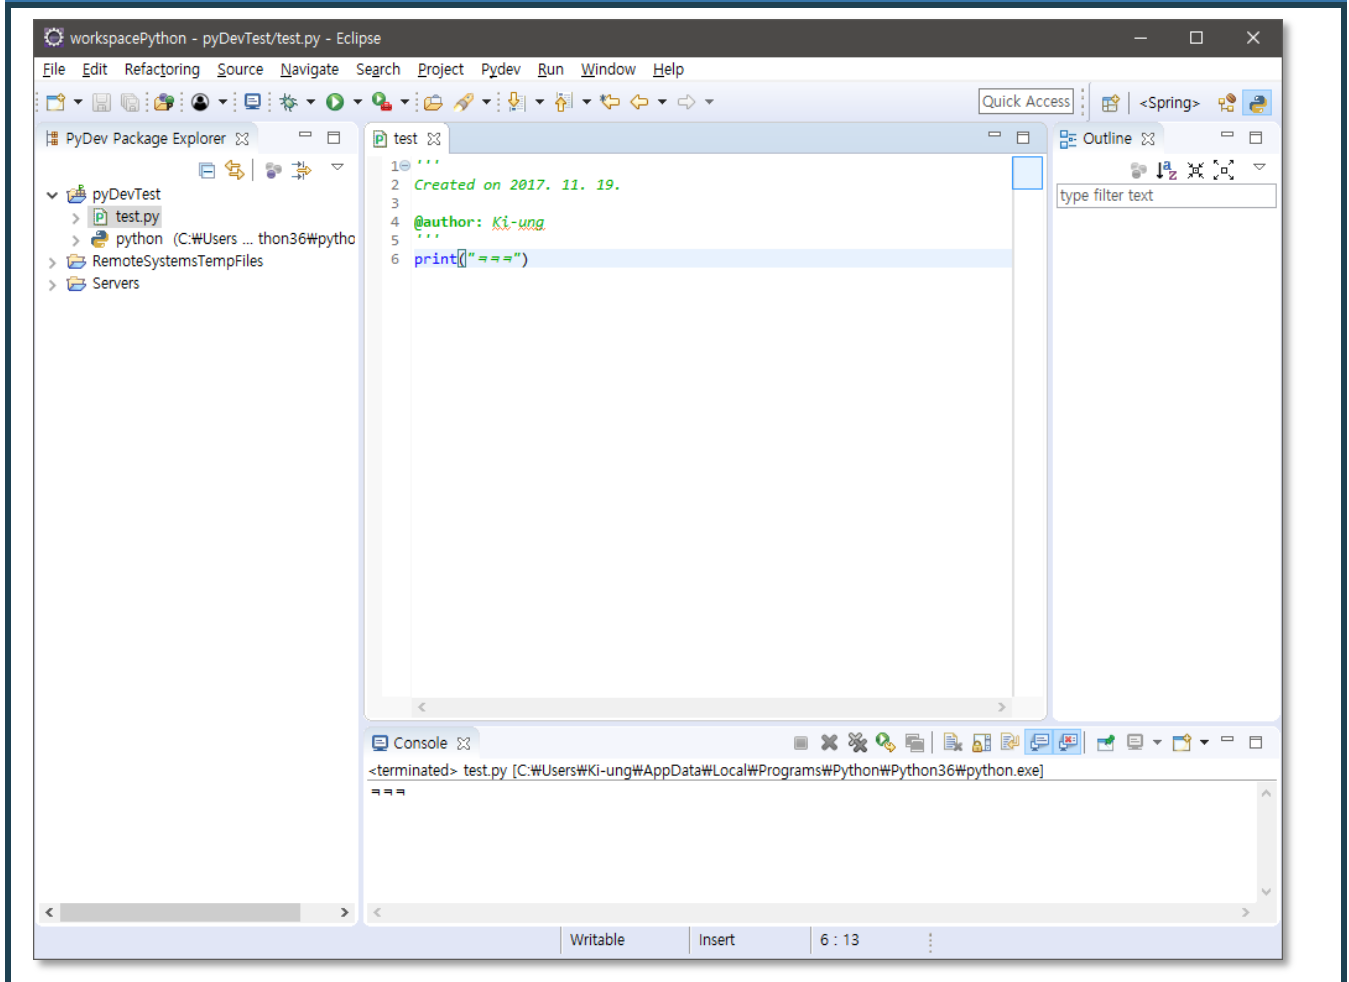 workspacePython - pyDevTest/test.py - Eclipse
File Edit Refactoring Source Navigate Search Project Pydev Run Window Help
Quick Access
<Spring>
PyDev Package Explorer
pyDevTest
test.py
python (C:₩Users ... thon36₩pytho
RemoteSystemsTempFiles
Servers
test
1 '''
2 Created on 2017. 11. 19.
3
4 @author: Ki-ung
5 '''
6 print("ㅋㅋㅋ")
Outline
type filter text
Console
<terminated> test.py [C:₩Users₩Ki-ung₩AppData₩Local₩Programs₩Python₩Python36₩python.exe]
ㅋㅋㅋ
Writable Insert 6 : 13